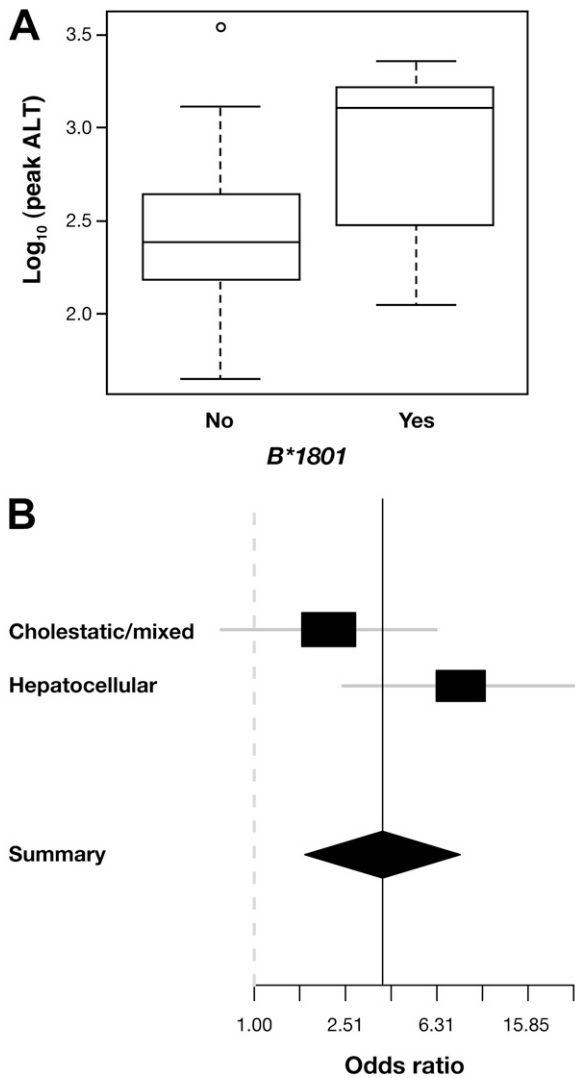 A
3.5
3.0
2.5
2.0
Log10 (peak ALT)
No Yes
B*1801
B
Cholestatic/mixed
Hepatocellular
Summary
1.00 2.51 6.31 15.85
Odds ratio